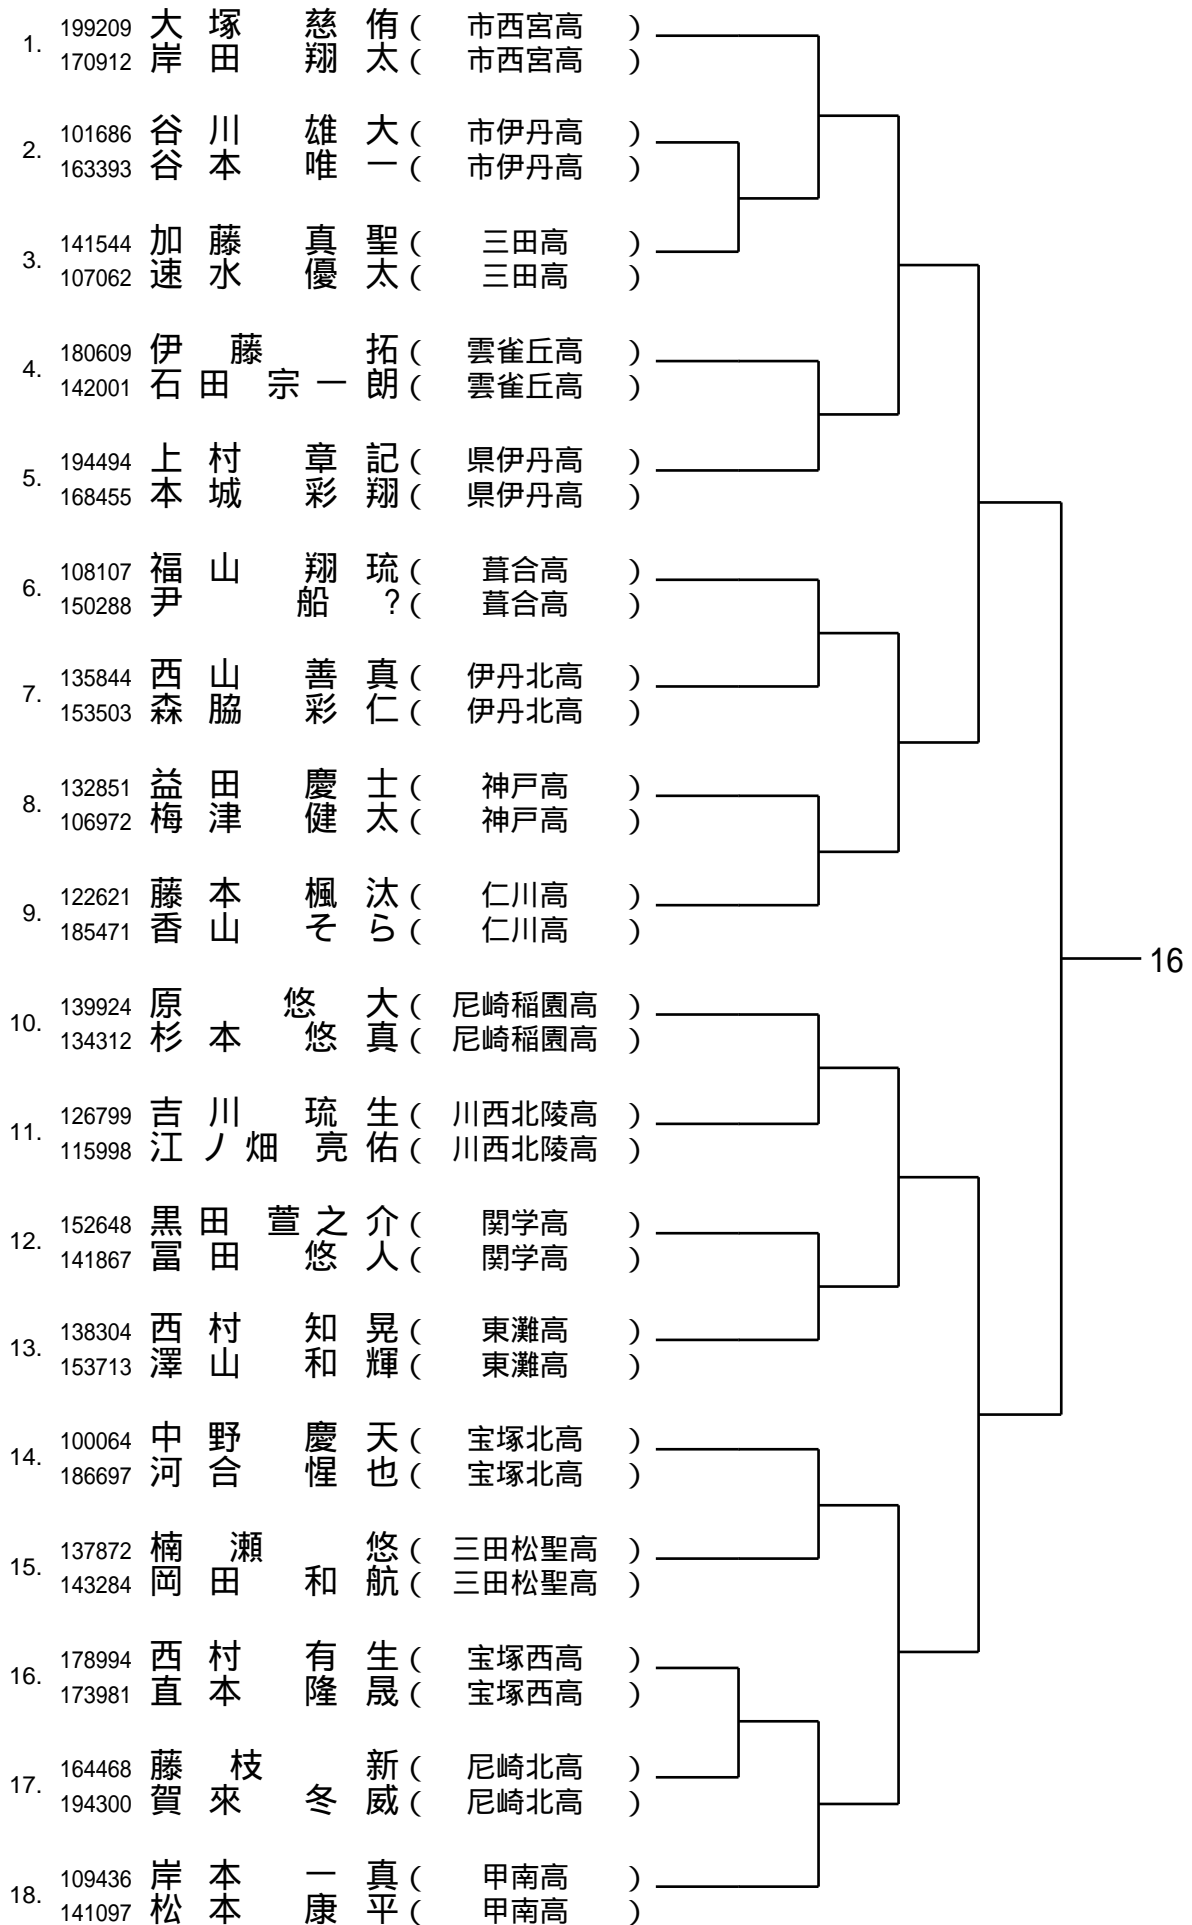 1. 199209 大塚 慈侑 ( 市西宮高 )
170912 岸田 翔太 ( 市西宮高 )
2. 101686 谷川 雄大 ( 市伊丹高 )
163393 谷本 唯一 ( 市伊丹高 )
3. 141544 加藤 真聖 ( 三田高 )
107062 速水 優太 ( 三田高 )
4. 180609 伊藤 拓 ( 雲雀丘高 )
142001 石田 宗一朗 ( 雲雀丘高 )
5. 194494 上村 章記 ( 県伊丹高 )
168455 本城 彩翔 ( 県伊丹高 )
6. 108107 福山 翔琉 ( 葺合高 )
150288 尹 船? ( 葺合高 )
7. 135844 西山 善真 ( 伊丹北高 )
153503 森脇 彩仁 ( 伊丹北高 )
8. 132851 益田 慶士 ( 神戸高 )
106972 梅津 健太 ( 神戸高 )
9. 122621 藤本 楓汰 ( 仁川高 )
185471 香山 そら ( 仁川高 )
16
10. 139924 原 悠大 ( 尼崎稲園高 )
134312 杉本 悠真 ( 尼崎稲園高 )
11. 126799 吉川 琉生 ( 川西北陵高 )
115998 江ノ畑 亮佑 ( 川西北陵高 )
12. 152648 黒田 萱之介 ( 関学高 )
141867 冨田 悠人 ( 関学高 )
13. 138304 西村 知晃 ( 東灘高 )
153713 澤山 和輝 ( 東灘高 )
14. 100064 中野 慶天 ( 宝塚北高 )
186697 河合 惺也 ( 宝塚北高 )
15. 137872 楠瀬 悠 ( 三田松聖高 )
143284 岡田 和航 ( 三田松聖高 )
16. 178994 西村 有生 ( 宝塚西高 )
173981 直本 隆晟 ( 宝塚西高 )
17. 164468 藤枝 新 ( 尼崎北高 )
194300 賀來 冬威 ( 尼崎北高 )
18. 109436 岸本 一真 ( 甲南高 )
141097 松本 康平 ( 甲南高 )